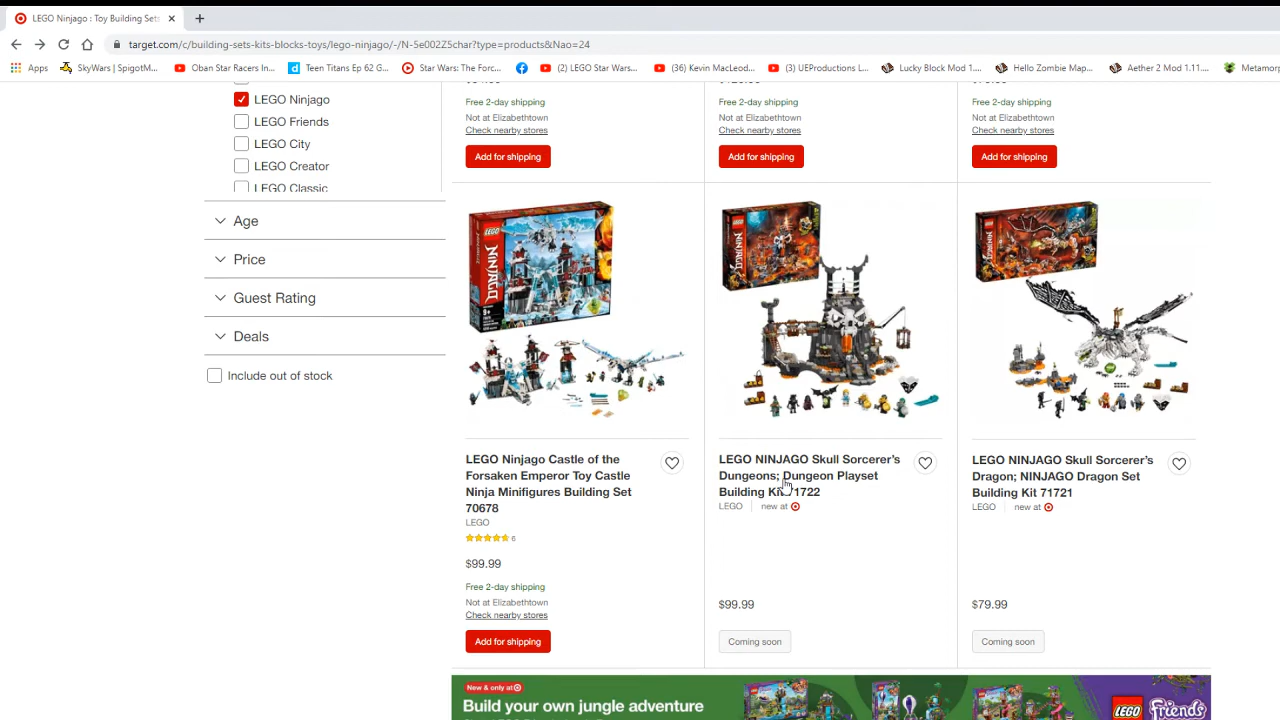 LEGO Ninjago : Toy Building Sets
target.com/c/building-sets-kits-blocks-toys/lego-ninjago/-/N-5e002Z5char?type=products&Nao=24
Apps SkyWars | SpigotM... Oban Star Racers In... Teen Titans Ep 62 G... Star Wars: The Forc... (2) LEGO Star Wars... (36) Kevin MacLeod... (3) UEProductions L... Lucky Block Mod 1.... Hello Zombie Map... Aether 2 Mod 1.11.... Metamorp
LEGO Ninjago
LEGO Friends
LEGO City
LEGO Creator
LEGO Classic
Age
Price
Guest Rating
Deals
Include out of stock
Free 2-day shipping
Not at Elizabethtown
Check nearby stores
Add for shipping
Free 2-day shipping
Not at Elizabethtown
Check nearby stores
Add for shipping
Free 2-day shipping
Not at Elizabethtown
Check nearby stores
Add for shipping
LEGO
NINJAGO
9+
LEGO Ninjago Castle of the
Forsaken Emperor Toy Castle
Ninja Minifigures Building Set
70678
LEGO
6
$99.99
Free 2-day shipping
Not at Elizabethtown
Check nearby stores
Add for shipping
LEGO
NINJAGO
LEGO NINJAGO Skull Sorcerer's
Dungeons; Dungeon Playset
Building Kit 71722
LEGO new at
$99.99
Coming soon
LEGO
NINJAGO
LEGO NINJAGO Skull Sorcerer's
Dragon; NINJAGO Dragon Set
Building Kit 71721
LEGO new at
$79.99
Coming soon
New & only at
Build your own jungle adventure
LEGO Friends